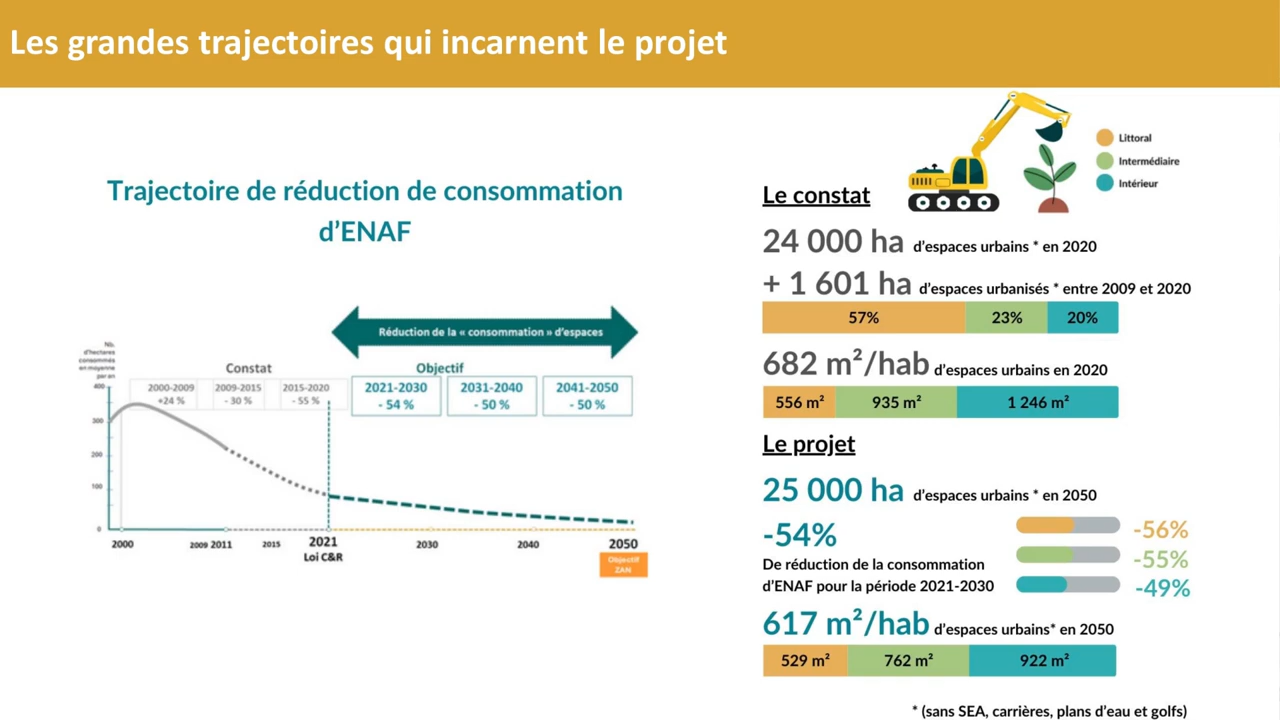 Les grandes trajectoires qui incarnent le projet
Trajectoire de réduction de consommation
d'ENAF
Réduction de la « consommation » d'espaces
Nb.
d'hectares
consommés
en moyenne
par an
Constat
Objectif
2000-2009
+24 %
2009-2015
- 30 %
2015-2020
- 55 %
2021-2030
- 54 %
2031-2040
- 50 %
2041-2050
- 50 %
400
300
200
100
0
2000
2009 2011
2015
2021
Loi C&R
2030
2040
2050
Objectif
ZAN
Littoral
Intermédiaire
Intérieur
Le constat
24 000 ha d'espaces urbains * en 2020
+ 1 601 ha d'espaces urbanisés * entre 2009 et 2020
57% 23% 20%
682 m²/hab d'espaces urbains en 2020
556 m² 935 m² 1 246 m²
Le projet
25 000 ha d'espaces urbains * en 2050
-54%
De réduction de la consommation
d'ENAF pour la période 2021-2030
-56%
-55%
-49%
617 m²/hab d'espaces urbains* en 2050
529 m² 762 m² 922 m²
* (sans SEA, carrières, plans d'eau et golfs)